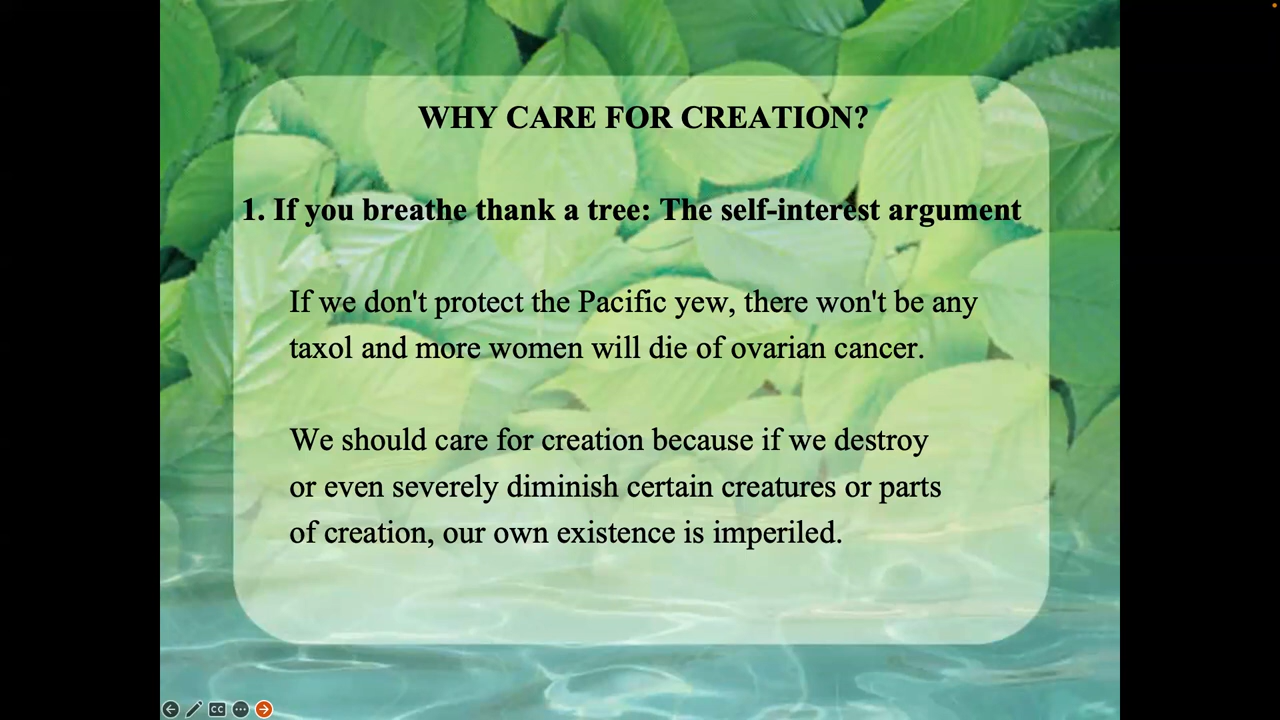 WHY CARE FOR CREATION?
1. If you breathe thank a tree: The self-interest argument
If we don't protect the Pacific yew, there won't be any
taxol and more women will die of ovarian cancer.
We should care for creation because if we destroy
or even severely diminish certain creatures or parts
of creation, our own existence is imperiled.
CC